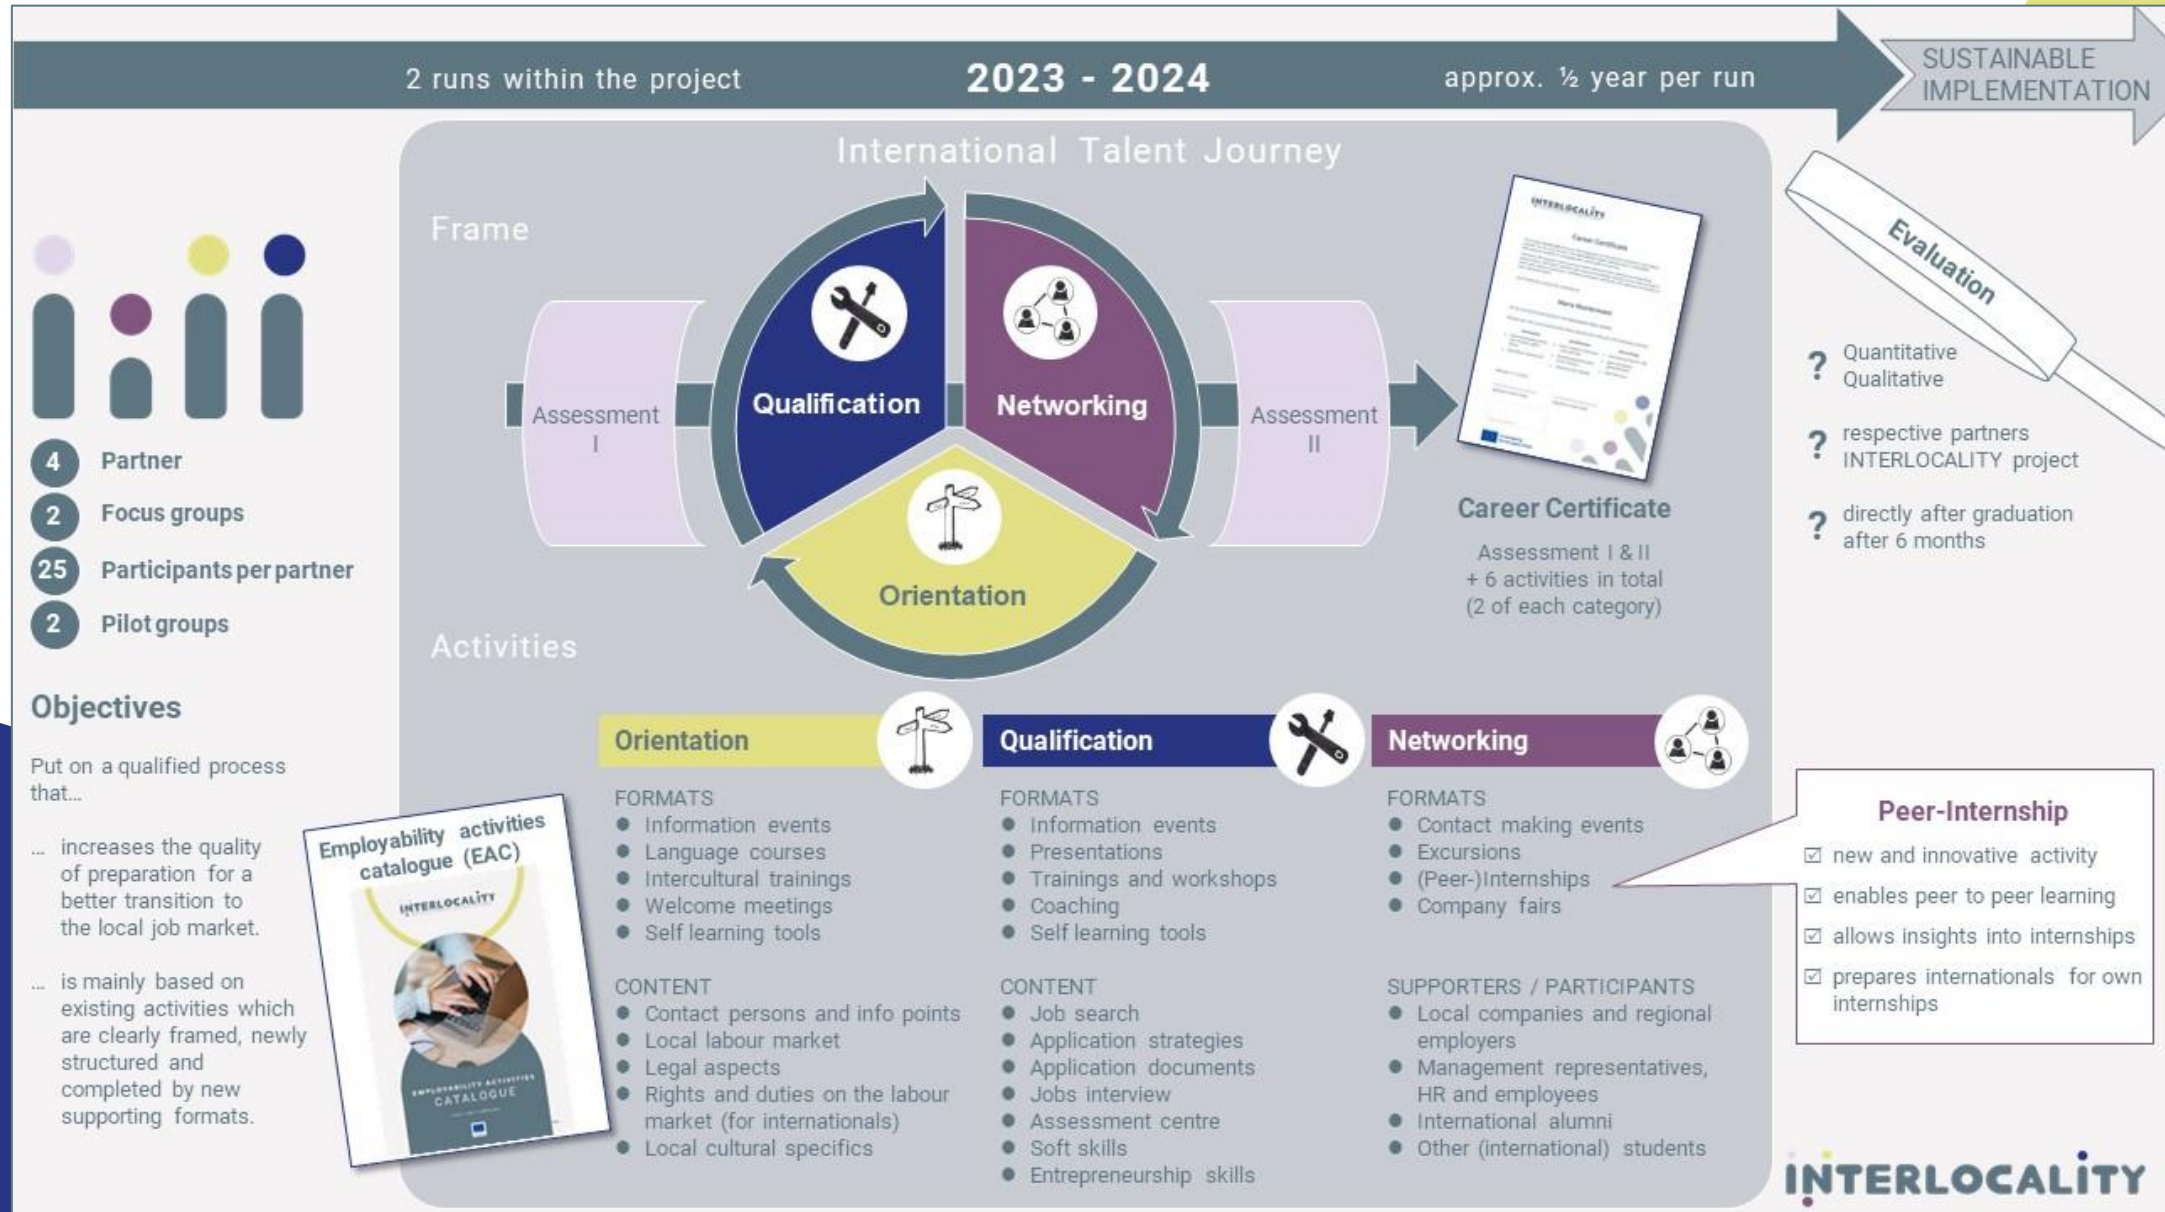 2 runs within the project
2023 - 2024
approx. ½ year per run
SUSTAINABLE
IMPLEMENTATION
4 Partner
2 Focus groups
25 Participants per partner
2 Pilot groups
Objectives
Put on a qualified process
that...
... increases the quality
of preparation for a
better transition to
the local job market.
... is mainly based on
existing activities which
are clearly framed, newly
structured and
completed by new
supporting formats.
International Talent Journey
Frame
Assessment
I
Qualification
Networking
Orientation
Assessment
II
INTERLOCALITY
Career Certificate
Career Certificate
Assessment I & II
+ 6 activities in total
(2 of each category)
Activities
Employability activities
catalogue (EAC)
INTERLOCALITY
EMPLOYABILITY ACTIVITIES
CATALOGUE
Orientation
FORMATS
● Information events
● Language courses
● Intercultural trainings
● Welcome meetings
● Self learning tools
CONTENT
● Contact persons and info points
● Local labour market
● Legal aspects
● Rights and duties on the labour
market (for internationals)
● Local cultural specifics
Qualification
FORMATS
● Information events
● Presentations
● Trainings and workshops
● Coaching
● Self learning tools
CONTENT
● Job search
● Application strategies
● Application documents
● Jobs interview
● Assessment centre
● Soft skills
● Entrepreneurship skills
Networking
FORMATS
● Contact making events
● Excursions
● (Peer-)Internships
● Company fairs
SUPPORTERS / PARTICIPANTS
● Local companies and regional
employers
● Management representatives,
HR and employees
● International alumni
● Other (international) students
Evaluation
? Quantitative
Qualitative
? respective partners
INTERLOCALITY project
? directly after graduation
after 6 months
Peer-Internship
☑ new and innovative activity
☑ enables peer to peer learning
☑ allows insights into internships
☑ prepares internationals for own
internships
INTERLOCALITY